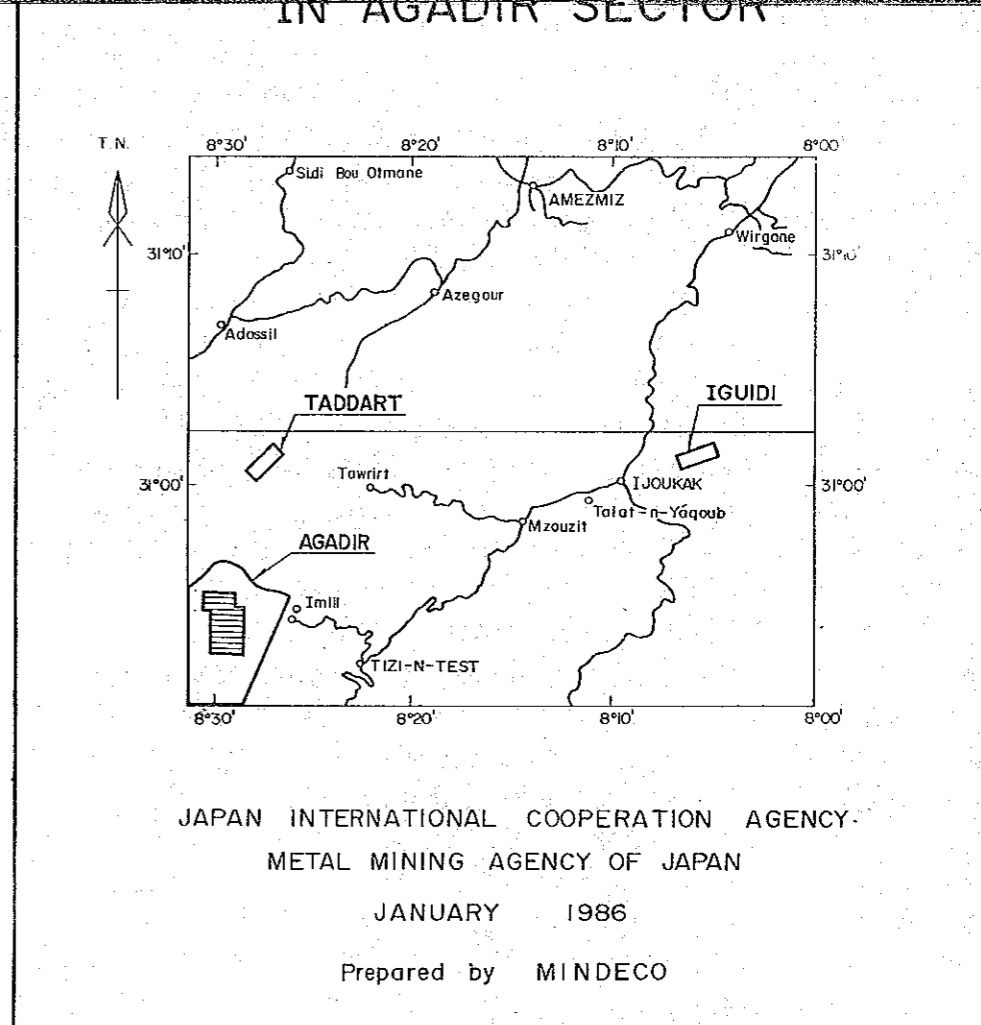 IN AGADIR SECTOR
T.N.
8°30' 8°20' 8°10' 8°00'
Sidi Bou Otmane
AMEZMIZ
Wirgane
31°10' 31°10'
Azegour
Adassil
TADDART
IGUIDI
Tawrirt
31°00' 31°00'
IJOUKAK
Talat-n-Yàqoub
Mzouzit
AGADIR
Imlil
TIZI-N-TEST
8°30' 8°20' 8°10' 8°00'
JAPAN INTERNATIONAL COOPERATION AGENCY
METAL MINING AGENCY OF JAPAN
JANUARY 1986
Prepared by MINDECO